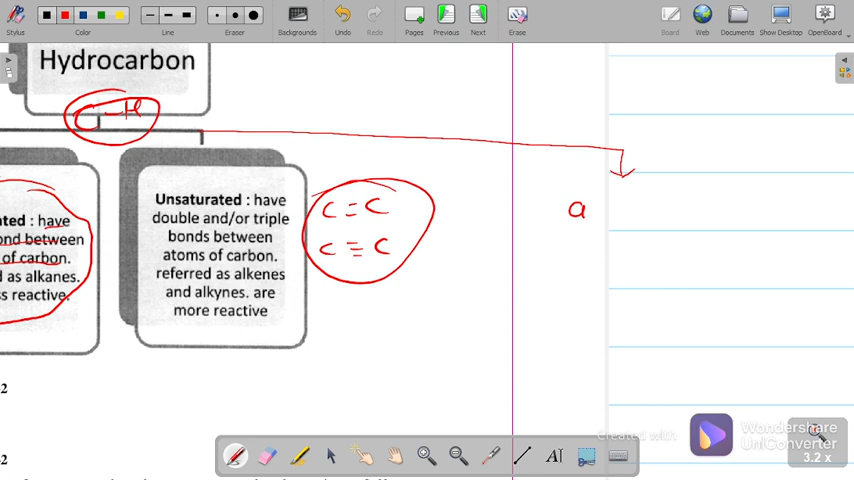 Stylus
Color
Line
Eraser
Backgrounds
Undo
Redo
Pages
Previous
Next
Erase
Board
Web
Documents
Show Desktop
OpenBoard
Hydrocarbon
C-H
ted : have
ond between
of carbon.
d as alkanes.
ss reactive.
Unsaturated : have
double and/or triple
bonds between
atoms of carbon.
referred as alkenes
and alkynes. are
more reactive
C=C
C≡C
a
-2
-2
Created with
Wondershare
UniConverter
3.2 x